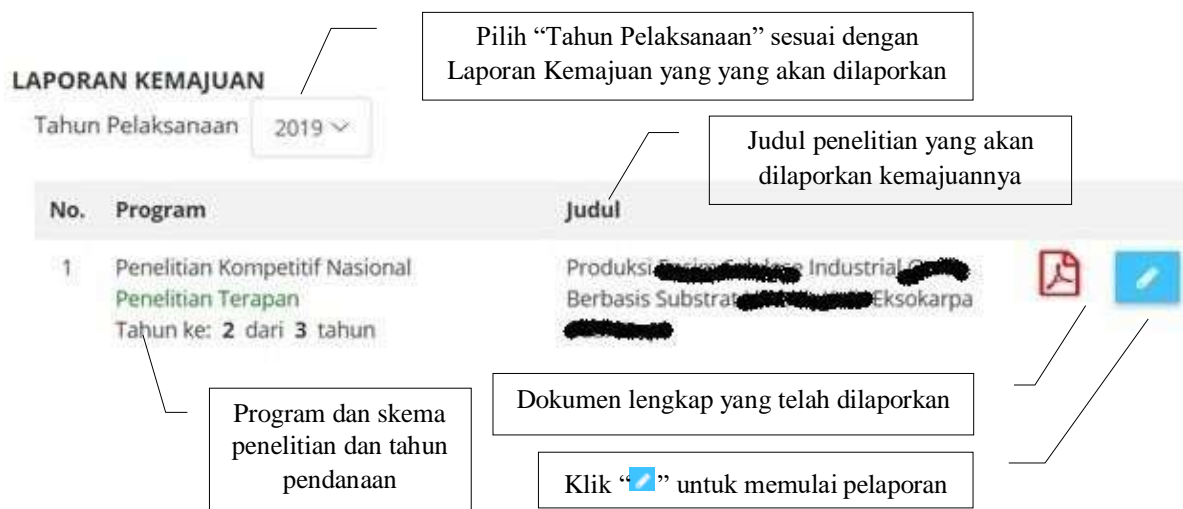 Pilih “Tahun Pelaksanaan” sesuai dengan
Laporan Kemajuan yang yang akan dilaporkan
LAPORAN KEMAJUAN
Tahun Pelaksanaan 2019
Judul penelitian yang akan
dilaporkan kemajuannya
No. Program Judul
1 Penelitian Kompetitif Nasional
Penelitian Terapan
Tahun ke: 2 dari 3 tahun
Produksi Industrial
Berbasis Substrat Eksokarpa
Dokumen lengkap yang telah dilaporkan
Program dan skema
penelitian dan tahun
pendanaan
Klik “ ” untuk memulai pelaporan